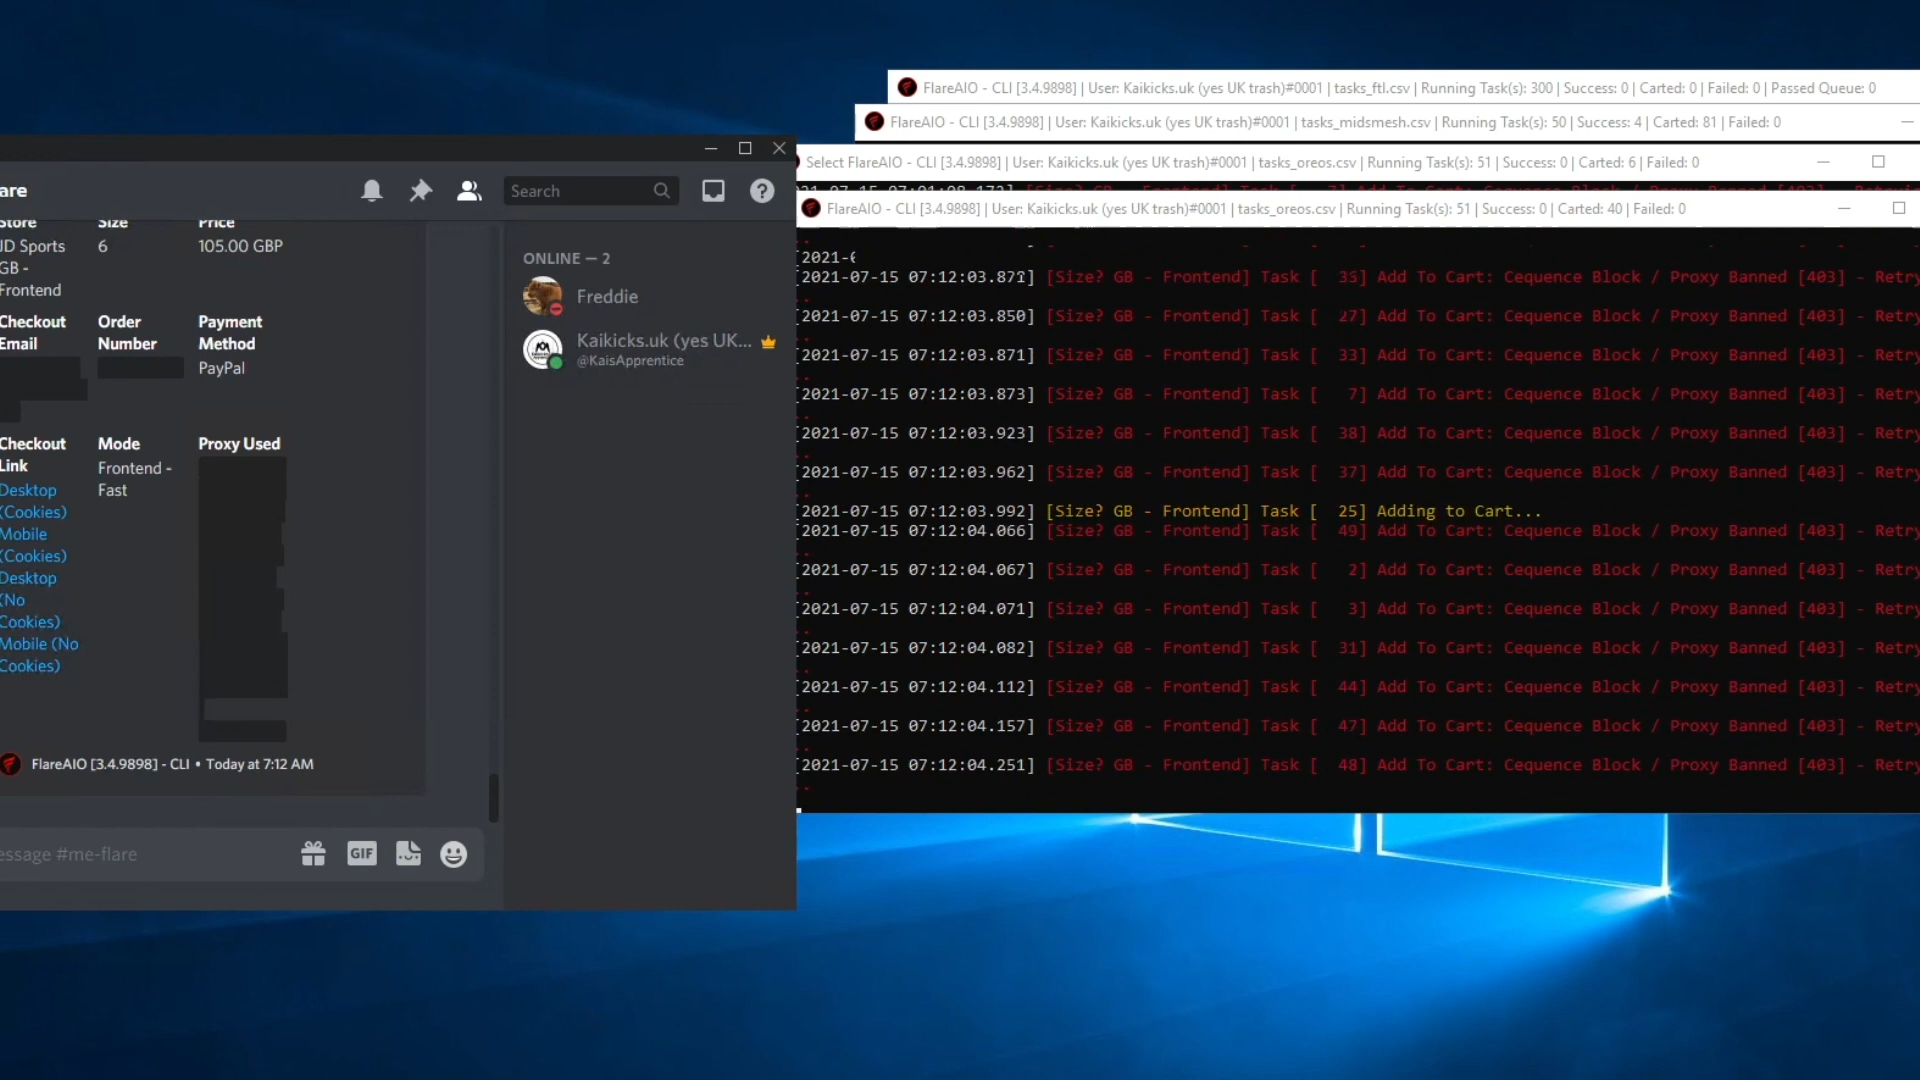 FlareAIO - CLI [3.4.9898] | User: Kaikicks.uk (yes UK trash)#0001 | tasks_ftl.csv | Running Task(s): 300 | Success: 0 | Carted: 0 | Failed: 0 | Passed Queue: 0
FlareAIO - CLI [3.4.9898] | User: Kaikicks.uk (yes UK trash)#0001 | tasks_midsmesh.csv | Running Task(s): 50 | Success: 4 | Carted: 81 | Failed: 0
Select FlareAIO - CLI [3.4.9898] | User: Kaikicks.uk (yes UK trash)#0001 | tasks_oreos.csv | Running Task(s): 51 | Success: 0 | Carted: 6 | Failed: 0
FlareAIO - CLI [3.4.9898] | User: Kaikicks.uk (yes UK trash)#0001 | tasks_oreos.csv | Running Task(s): 51 | Success: 0 | Carted: 40 | Failed: 0
are
Search
Store Size Price
JD Sports 6 105.00 GBP
GB -
Frontend
Checkout Order Payment
Email Number Method
PayPal
Checkout Mode Proxy Used
Link Frontend -
Desktop Fast
(Cookies)
Mobile
(Cookies)
Desktop
(No
Cookies)
Mobile (No
Cookies)
FlareAIO [3.4.9898] - CLI • Today at 7:12 AM
essage #me-flare
GIF
ONLINE — 2
Freddie
Kaikicks.uk (yes UK...
@KaisApprentice
[2021-0
[2021-07-15 07:12:03.871] [Size? GB - Frontend] Task [ 35] Add To Cart: Cequence Block / Proxy Banned [403] - Retry
[2021-07-15 07:12:03.850] [Size? GB - Frontend] Task [ 27] Add To Cart: Cequence Block / Proxy Banned [403] - Retry
[2021-07-15 07:12:03.871] [Size? GB - Frontend] Task [ 33] Add To Cart: Cequence Block / Proxy Banned [403] - Retry
[2021-07-15 07:12:03.873] [Size? GB - Frontend] Task [ 7] Add To Cart: Cequence Block / Proxy Banned [403] - Retry
[2021-07-15 07:12:03.923] [Size? GB - Frontend] Task [ 38] Add To Cart: Cequence Block / Proxy Banned [403] - Retry
[2021-07-15 07:12:03.962] [Size? GB - Frontend] Task [ 37] Add To Cart: Cequence Block / Proxy Banned [403] - Retry
[2021-07-15 07:12:03.992] [Size? GB - Frontend] Task [ 25] Adding to Cart...
[2021-07-15 07:12:04.066] [Size? GB - Frontend] Task [ 49] Add To Cart: Cequence Block / Proxy Banned [403] - Retry
[2021-07-15 07:12:04.067] [Size? GB - Frontend] Task [ 2] Add To Cart: Cequence Block / Proxy Banned [403] - Retry
[2021-07-15 07:12:04.071] [Size? GB - Frontend] Task [ 3] Add To Cart: Cequence Block / Proxy Banned [403] - Retry
[2021-07-15 07:12:04.082] [Size? GB - Frontend] Task [ 31] Add To Cart: Cequence Block / Proxy Banned [403] - Retry
[2021-07-15 07:12:04.112] [Size? GB - Frontend] Task [ 44] Add To Cart: Cequence Block / Proxy Banned [403] - Retry
[2021-07-15 07:12:04.157] [Size? GB - Frontend] Task [ 47] Add To Cart: Cequence Block / Proxy Banned [403] - Retry
[2021-07-15 07:12:04.251] [Size? GB - Frontend] Task [ 48] Add To Cart: Cequence Block / Proxy Banned [403] - Retry